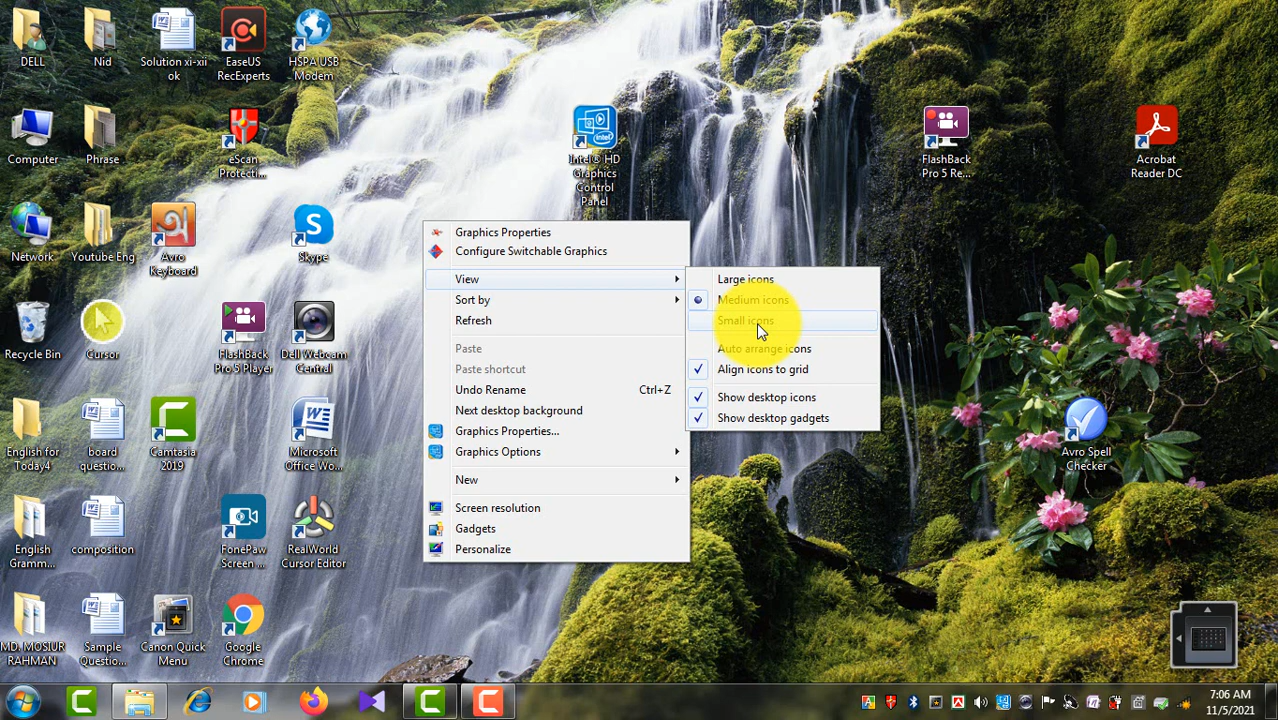 DELL
Nid
Solution xi-xii
ok
EaseUS
RecExperts
HSPA USB
Modem
Computer
Phrase
eScan
Protecti...
Intel® HD
Graphics
Control
Panel
FlashBack
Pro 5 Re...
Acrobat
Reader DC
Network
Youtube Eng
Avro
Keyboard
Skype
Recycle Bin
Cursor
FlashBack
Pro 5 Player
Dell Webcam
Central
English for
Today4
board
questio...
Camtasia
2019
Microsoft
Office Wo...
Avro Spell
Checker
English
Gramm...
composition
FonePaw
Screen ...
RealWorld
Cursor Editor
MD. MOSIUR
RAHMAN
Sample
Questio...
Canon Quick
Menu
Google
Chrome
Graphics Properties
Configure Switchable Graphics
View
Sort by
Refresh
Paste
Paste shortcut
Undo Rename Ctrl+Z
Next desktop background
Graphics Properties...
Graphics Options
New
Screen resolution
Gadgets
Personalize
Large icons
Medium icons
Small icons
Auto arrange icons
Align icons to grid
Show desktop icons
Show desktop gadgets
7:06 AM
11/5/2021